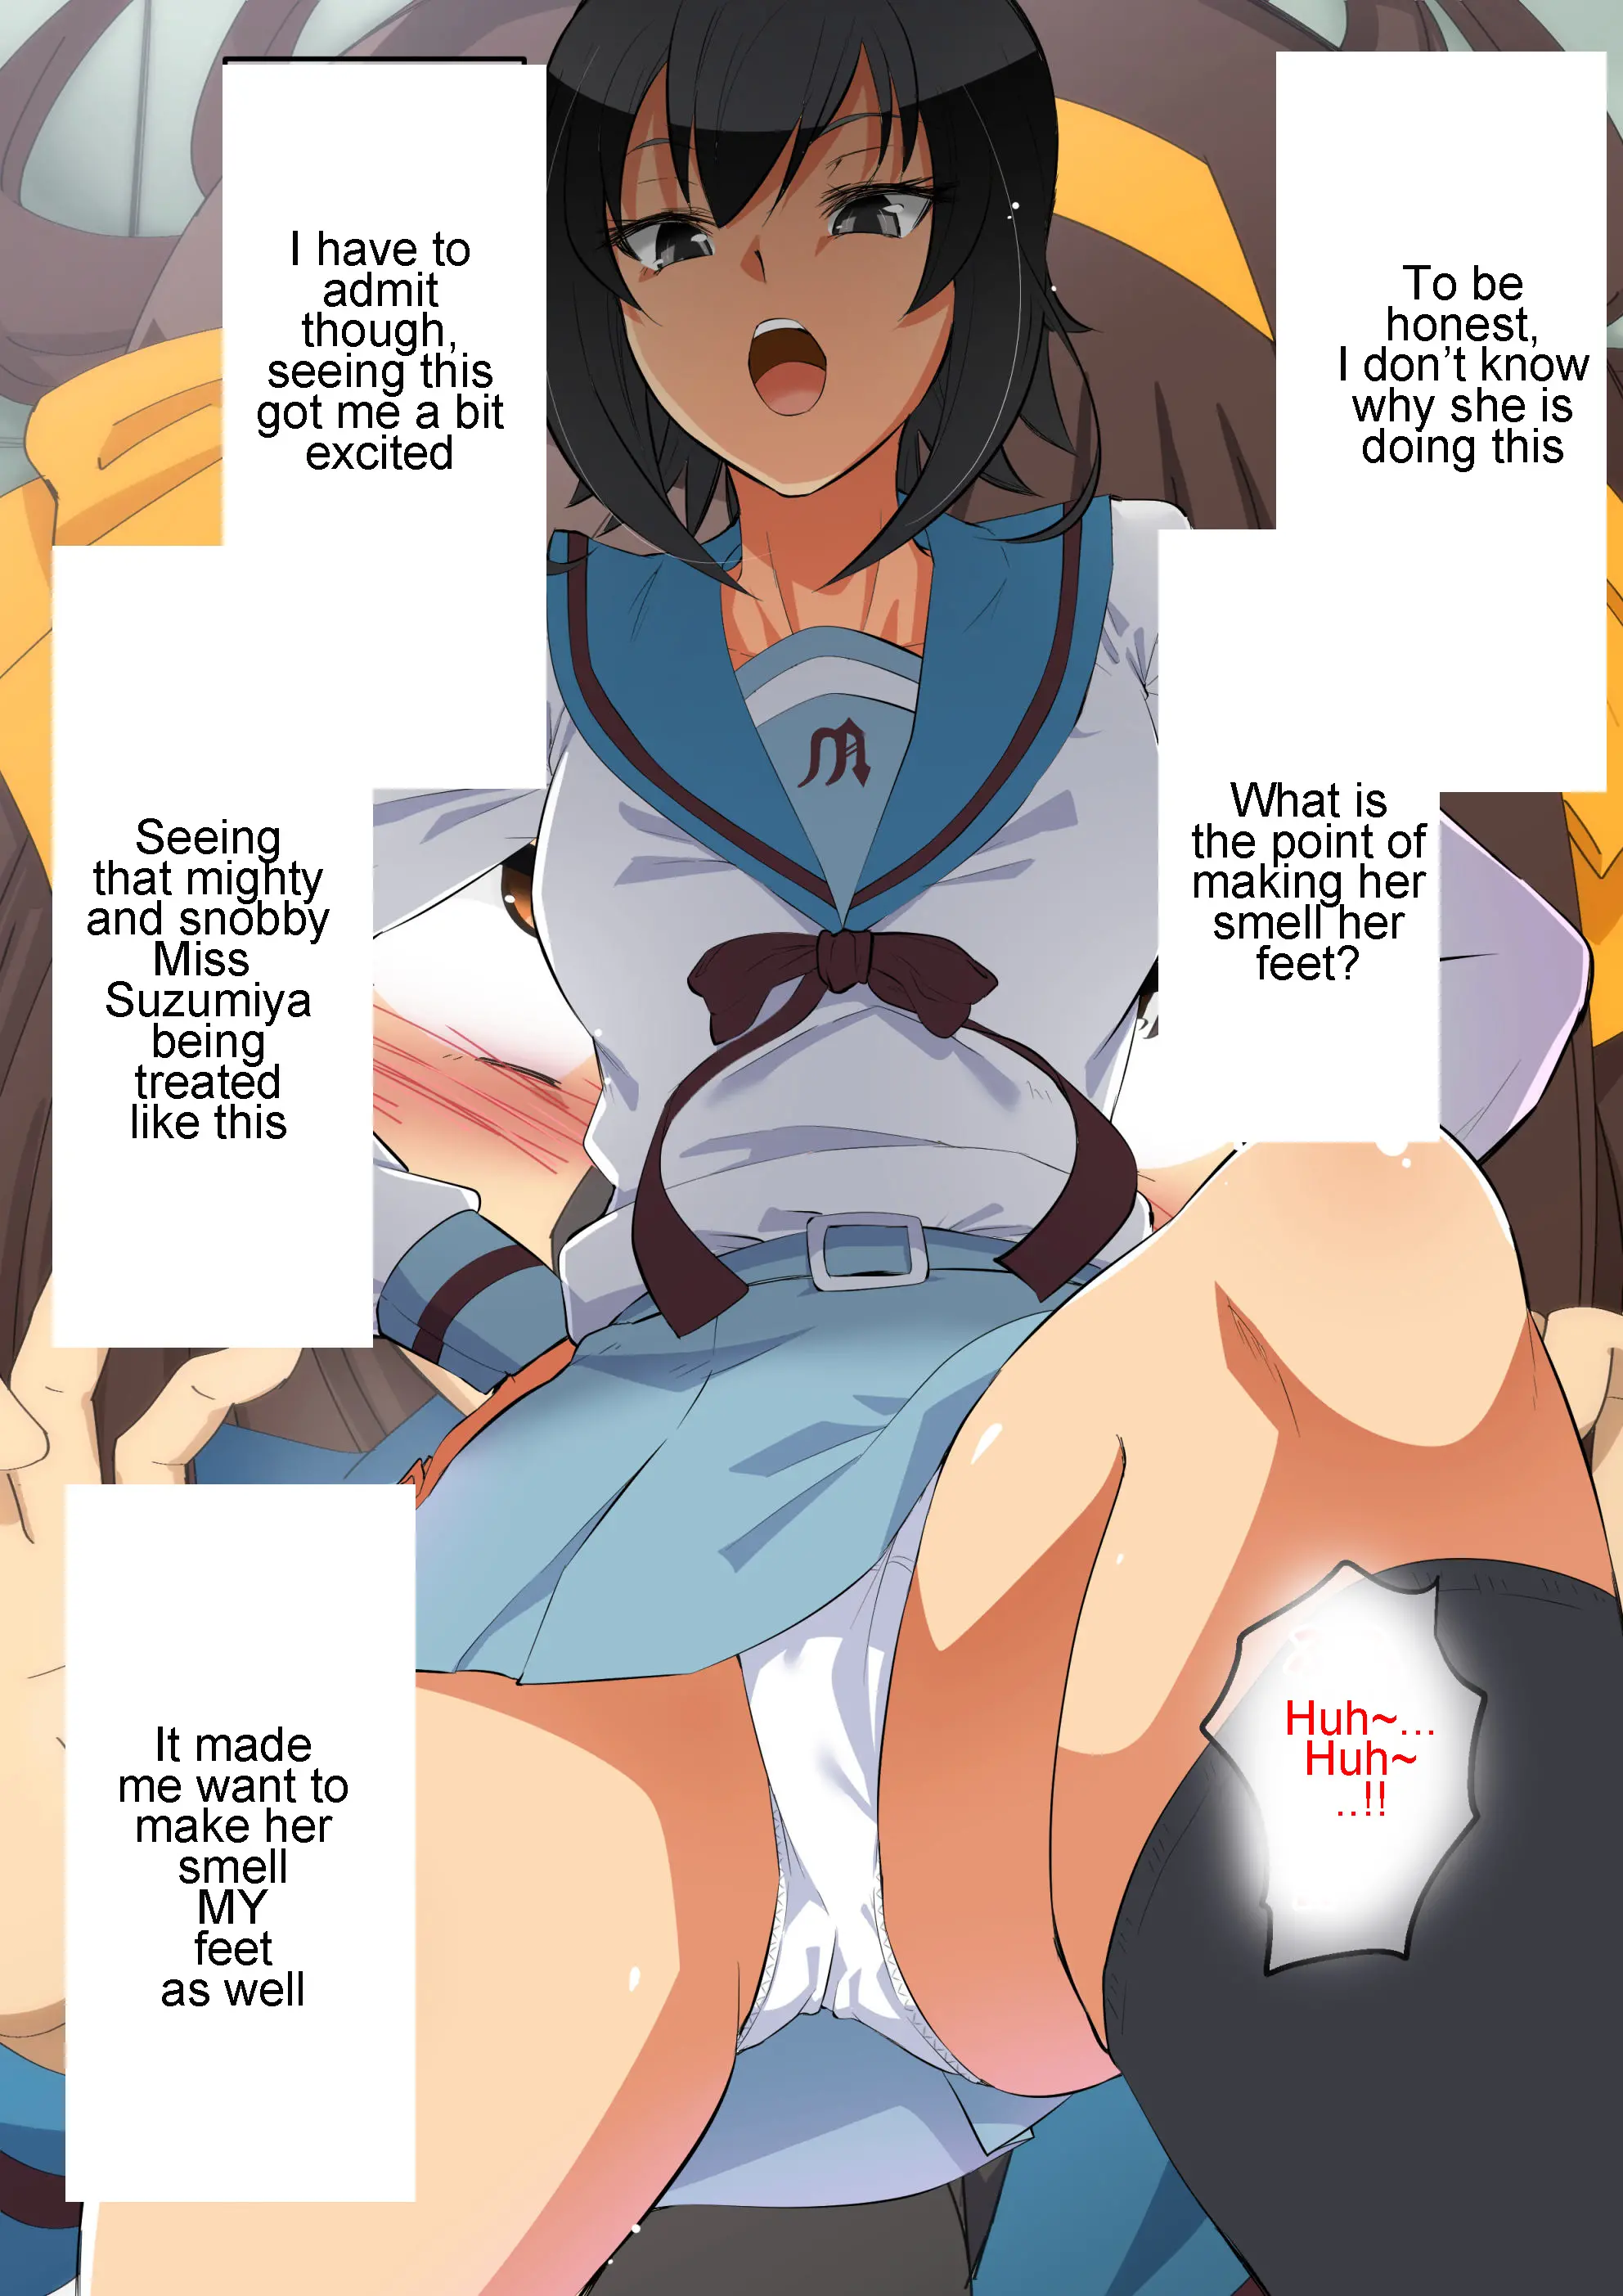 To be
honest,
I don't know
why she is
doing this
What is
the point of
making her
smell her
feet?
I have to
admit
though,
seeing this
got me a bit
excited
Seeing
that mighty
and snobby
Miss
Suzumiya
being
treated
like this
It made
me want to
make her
smell
MY
feet
as well
Huh~...
Huh~
..!!